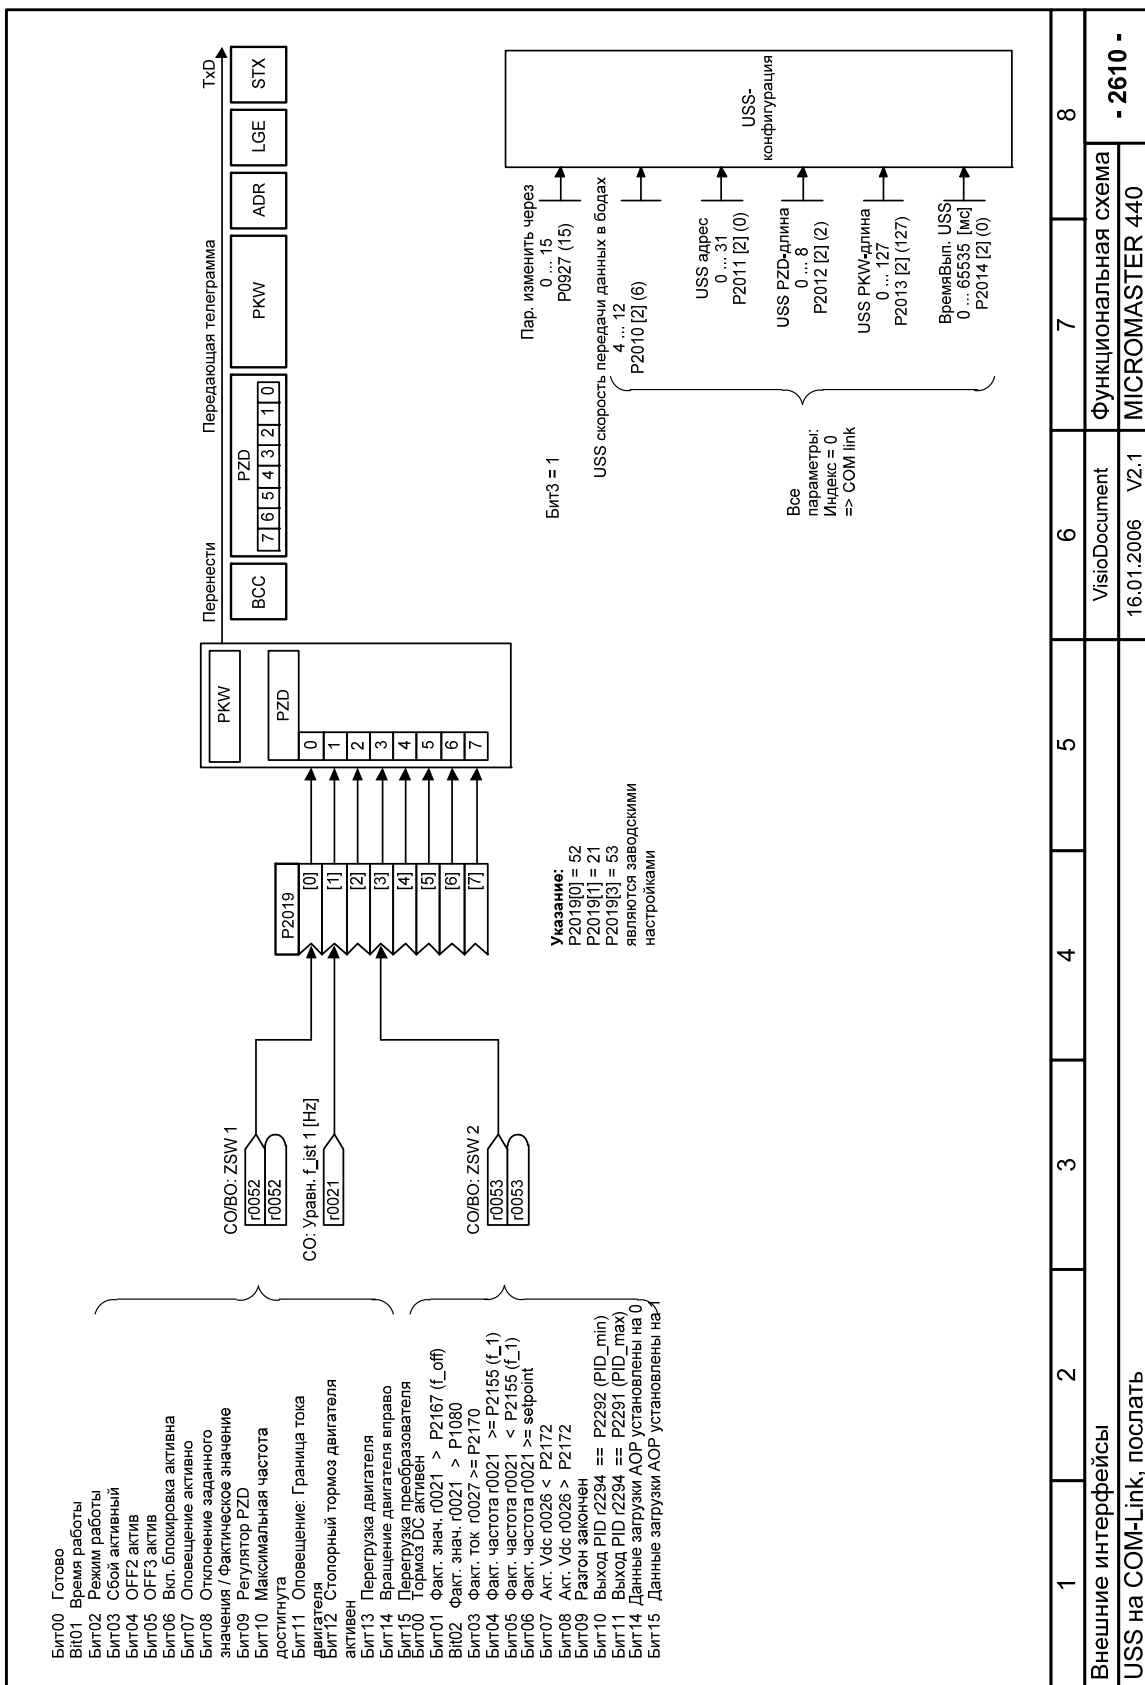 Бит00 Готово
Bit01 Время работы
Бит02 Режим работы
Бит03 Сбой активный
Бит04 OFF2 актив
Бит05 OFF3 актив
Бит06 Вкл. блокировка активна
Бит07 Оповещение активно
Бит08 Отклонение заданного
значения / Фактическое значение
Бит09 Регулятор PZD
Бит10 Максимальная частота
достигнута
Бит11 Оповещение: Граница тока
двигателя
Бит12 Стопорный тормоз двигателя
активен
Бит13 Перегрузка двигателя
Бит14 Вращение двигателя вправо
Бит15 Перегрузка преобразователя
Бит00 Тормоз DC активен
Бит01 Факт. знач. r0021 > P2167 (f_off)
Bit02 Факт. знач. r0021 > P1080
Бит03 Факт. ток r0027 >= P2170
Бит04 Факт. частота r0021 >= P2155 (f_1)
Бит05 Факт. частота r0021 < P2155 (f_1)
Бит06 Факт. частота r0021 >= setpoint
Бит07 Акт. Vdc r0026 < P2172
Бит08 Акт. Vdc r0026 > P2172
Бит09 Разгон закончен
Бит10 Выход PID r2294 == P2292 (PID_min)
Бит11 Выход PID r2294 == P2291 (PID_max)
Бит14 Данные загрузки AOP установлены на 0
Бит15 Данные загрузки AOP установлены на 1
CO/BO: ZSW 1
r0052
r0052
CO: Уравн. f_ist 1 [Hz]
r0021
CO/BO: ZSW 2
r0053
r0053
P2019
[0]
[1]
[2]
[3]
[4]
[5]
[6]
[7]
Указание:
P2019[0] = 52
P2019[1] = 21
P2019[3] = 53
являются заводскими
настройками
PKW
PZD
0
1
2
3
4
5
6
7
Перенести Передающая телеграмма TxD
BCC
PZD
7 6 5 4 3 2 1 0
PKW
ADR
LGE
STX
Пар. изменить через
0 ... 15
P0927 (15)
Бит3 = 1
USS скорость передачи данных в бодах
4 ... 12
P2010 [2] (6)
USS адрес
0 ... 31
P2011 [2] (0)
USS PZD-длина
0 ... 8
P2012 [2] (2)
USS PKW-длина
0 ... 127
P2013 [2] (127)
ВремяВып. USS
0 ... 65535 [мс]
P2014 [2] (0)
Все
параметры:
Индекс = 0
=> COM link
USS-
конфигурация
1 2 3 4 5 6 7 8
Внешние интерфейсы
USS на COM-Link, послать
VisioDocument
16.01.2006 V2.1
Функциональная схема
MICROMASTER 440
- 2610 -